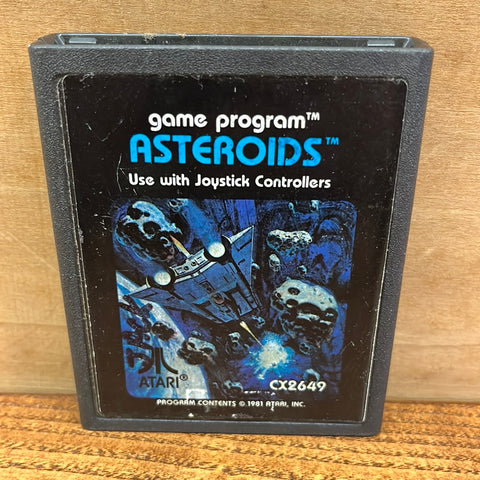 game program™
ASTEROIDS™
Use with Joystick Controllers
ATARI®
CX2649
PROGRAM CONTENTS © 1981 ATARI, INC.